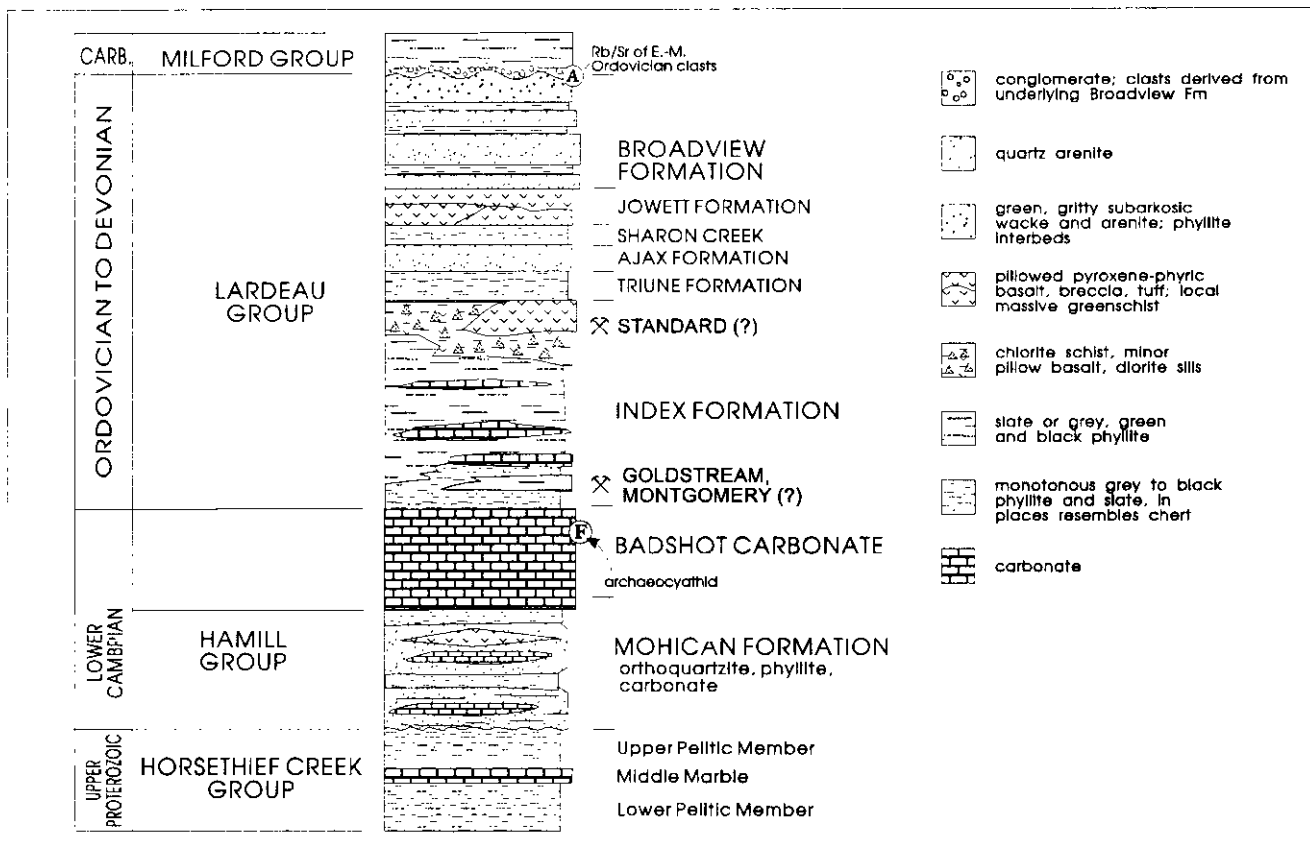 CARB.
MILFORD GROUP
Rb/Sr of E.-M.
Ordovician clasts
A
ORDOVICIAN TO DEVONIAN
LARDEAU
GROUP
BROADVIEW
FORMATION
JOWETT FORMATION
SHARON CREEK
AJAX FORMATION
TRIUNE FORMATION
STANDARD (?)
INDEX FORMATION
GOLDSTREAM,
MONTGOMERY (?)
F
BADSHOT CARBONATE
archaeocyathid
LOWER
CAMBPIAN
HAMILL
GROUP
MOHICAN FORMATION
orthoquartzite, phyllite,
carbonate
UPPER
PROTEROZOIC
HORSETHIEF CREEK
GROUP
Upper Pelitic Member
Middle Marble
Lower Pelitic Member
conglomerate; clasts derived from
underlying Broadview Fm
quartz arenite
green, gritty subarkosic
wacke and arenite; phyllite
interbeds
pillowed pyroxene-phyric
basalt, breccia, tuff; local
massive greenschist
chlorite schist, minor
pillow basalt, diorite sills
slate or grey, green
and black phyllite
monotonous grey to black
phyllite and slate, in
places resembles chert
carbonate